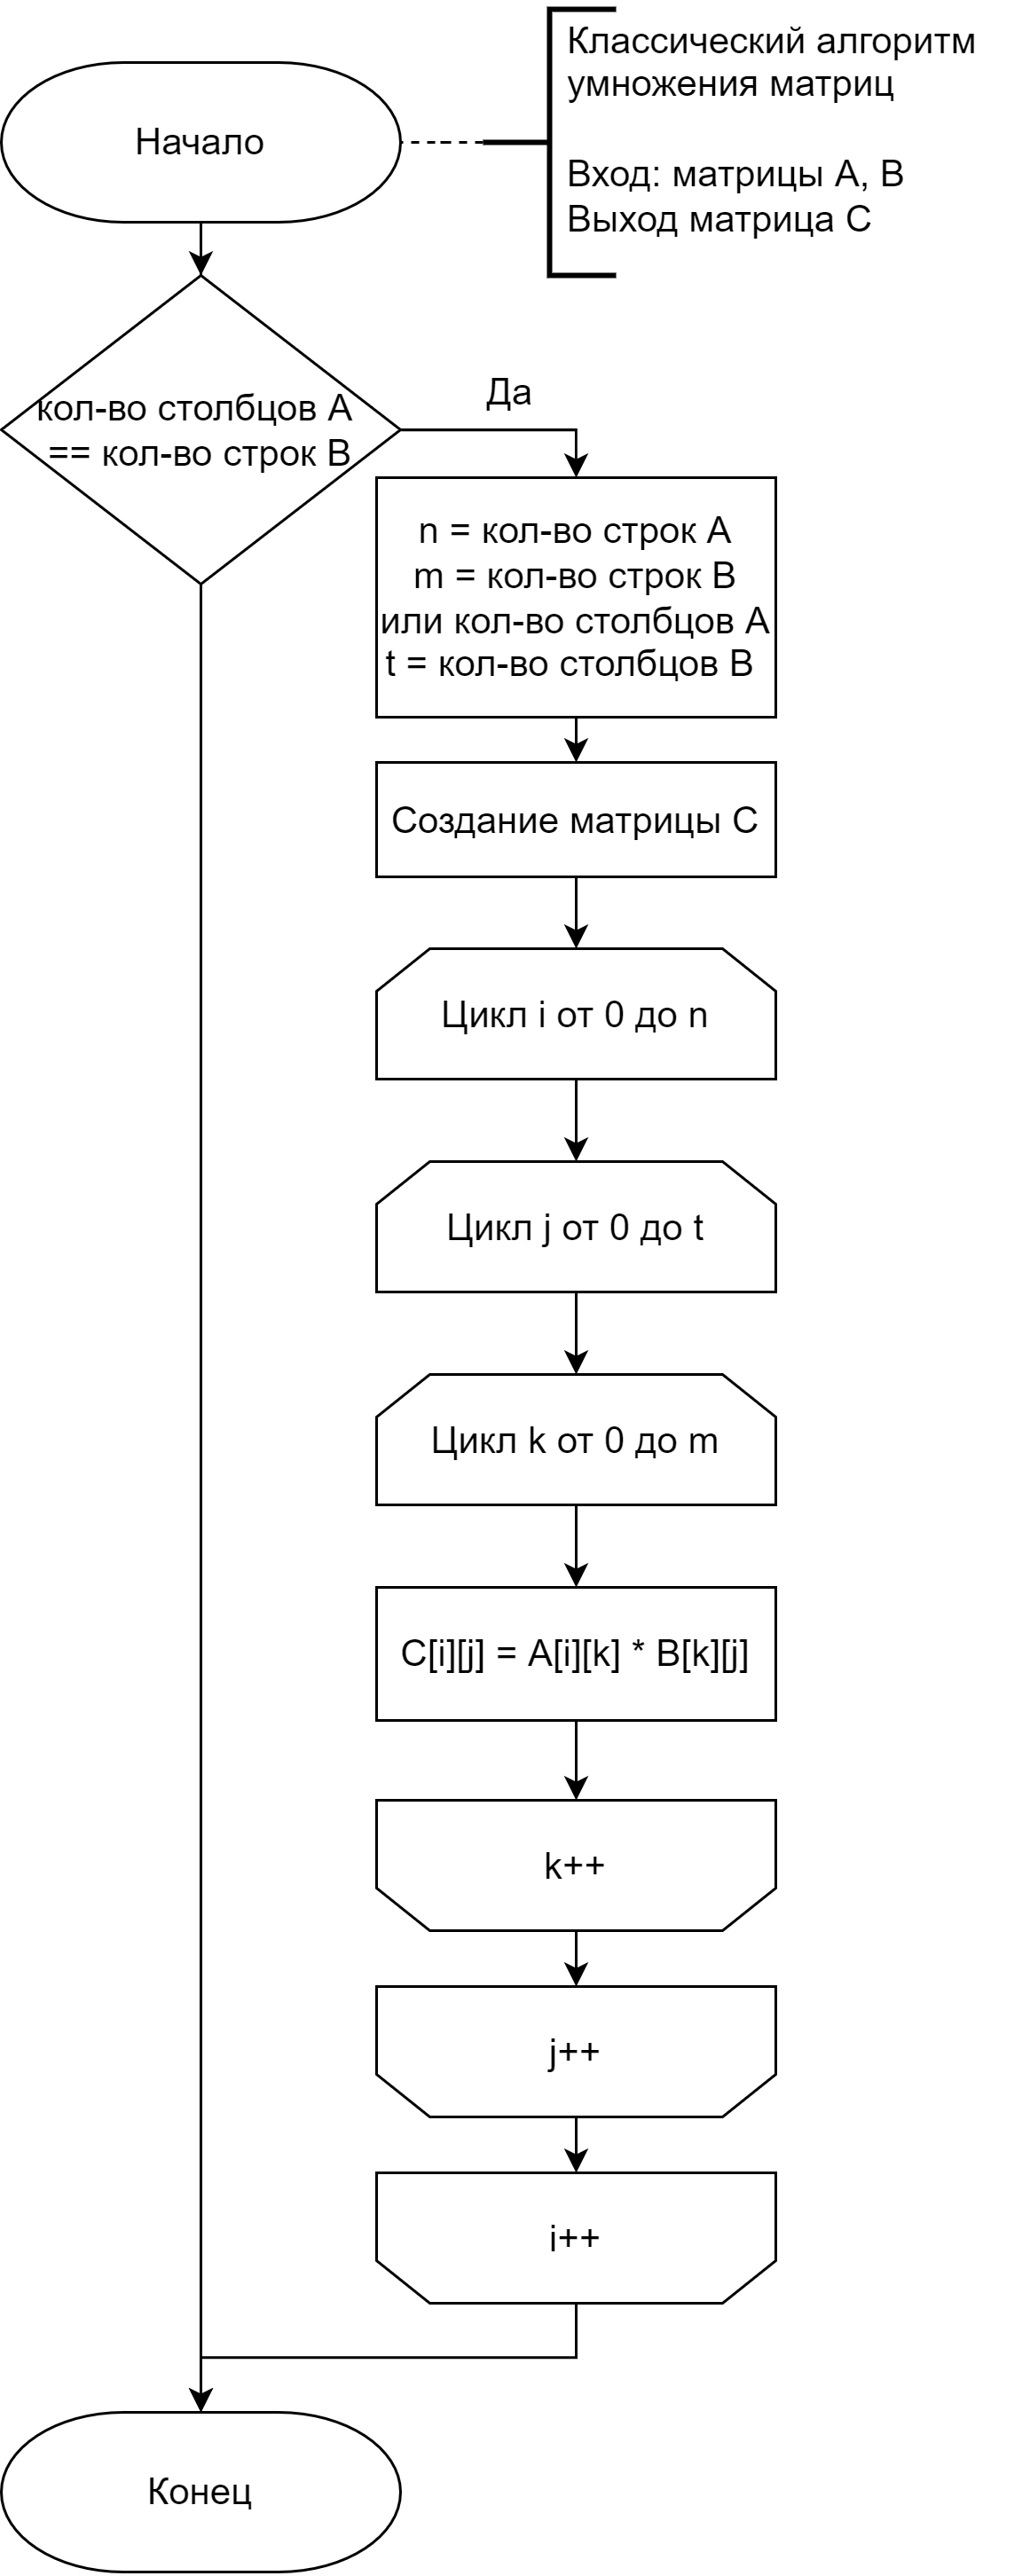 Классический алгоритм
умножения матриц
Вход: матрицы A, B
Выход матрица C
Начало
кол-во столбцов A
== кол-во строк B
Да
n = кол-во строк A
m = кол-во строк B
или кол-во столбцов A
t = кол-во столбцов B
Создание матрицы C
Цикл i от 0 до n
Цикл j от 0 до t
Цикл k от 0 до m
C[i][j] = A[i][k] * B[k][j]
k++
j++
i++
Конец